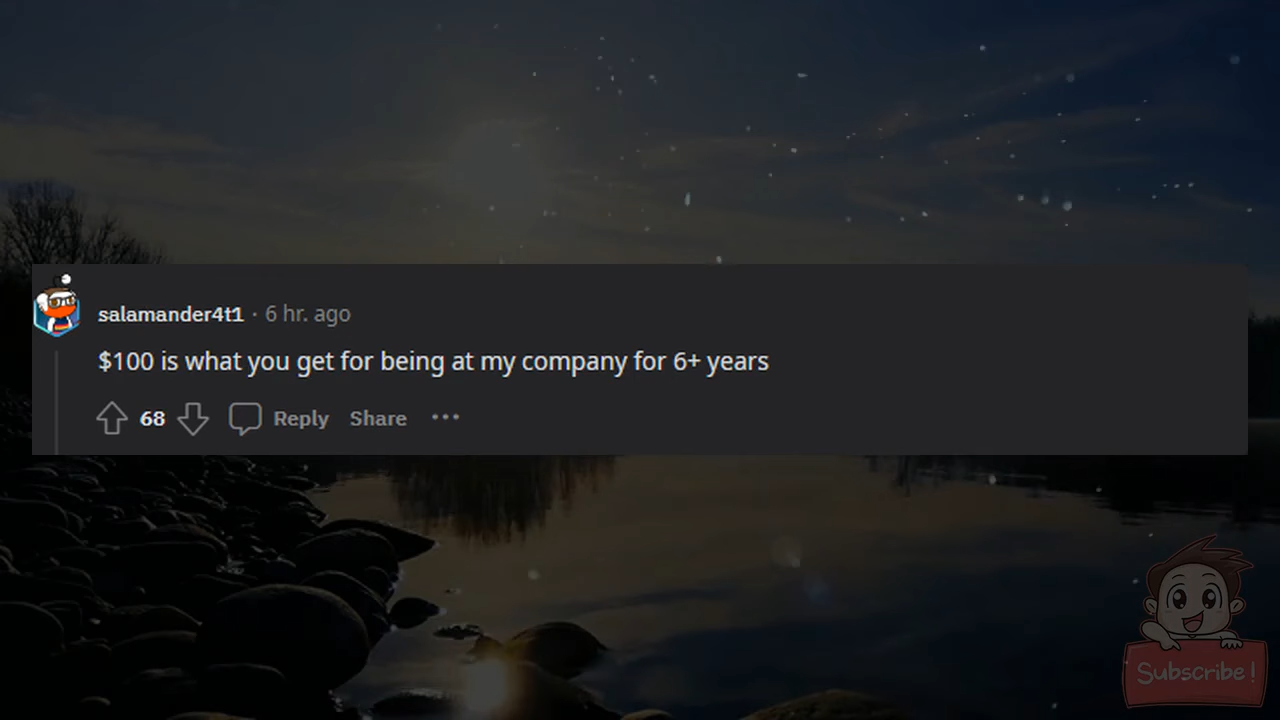 salamander4t1 · 6 hr. ago
$100 is what you get for being at my company for 6+ years
68 Reply Share ···
Subscribe!